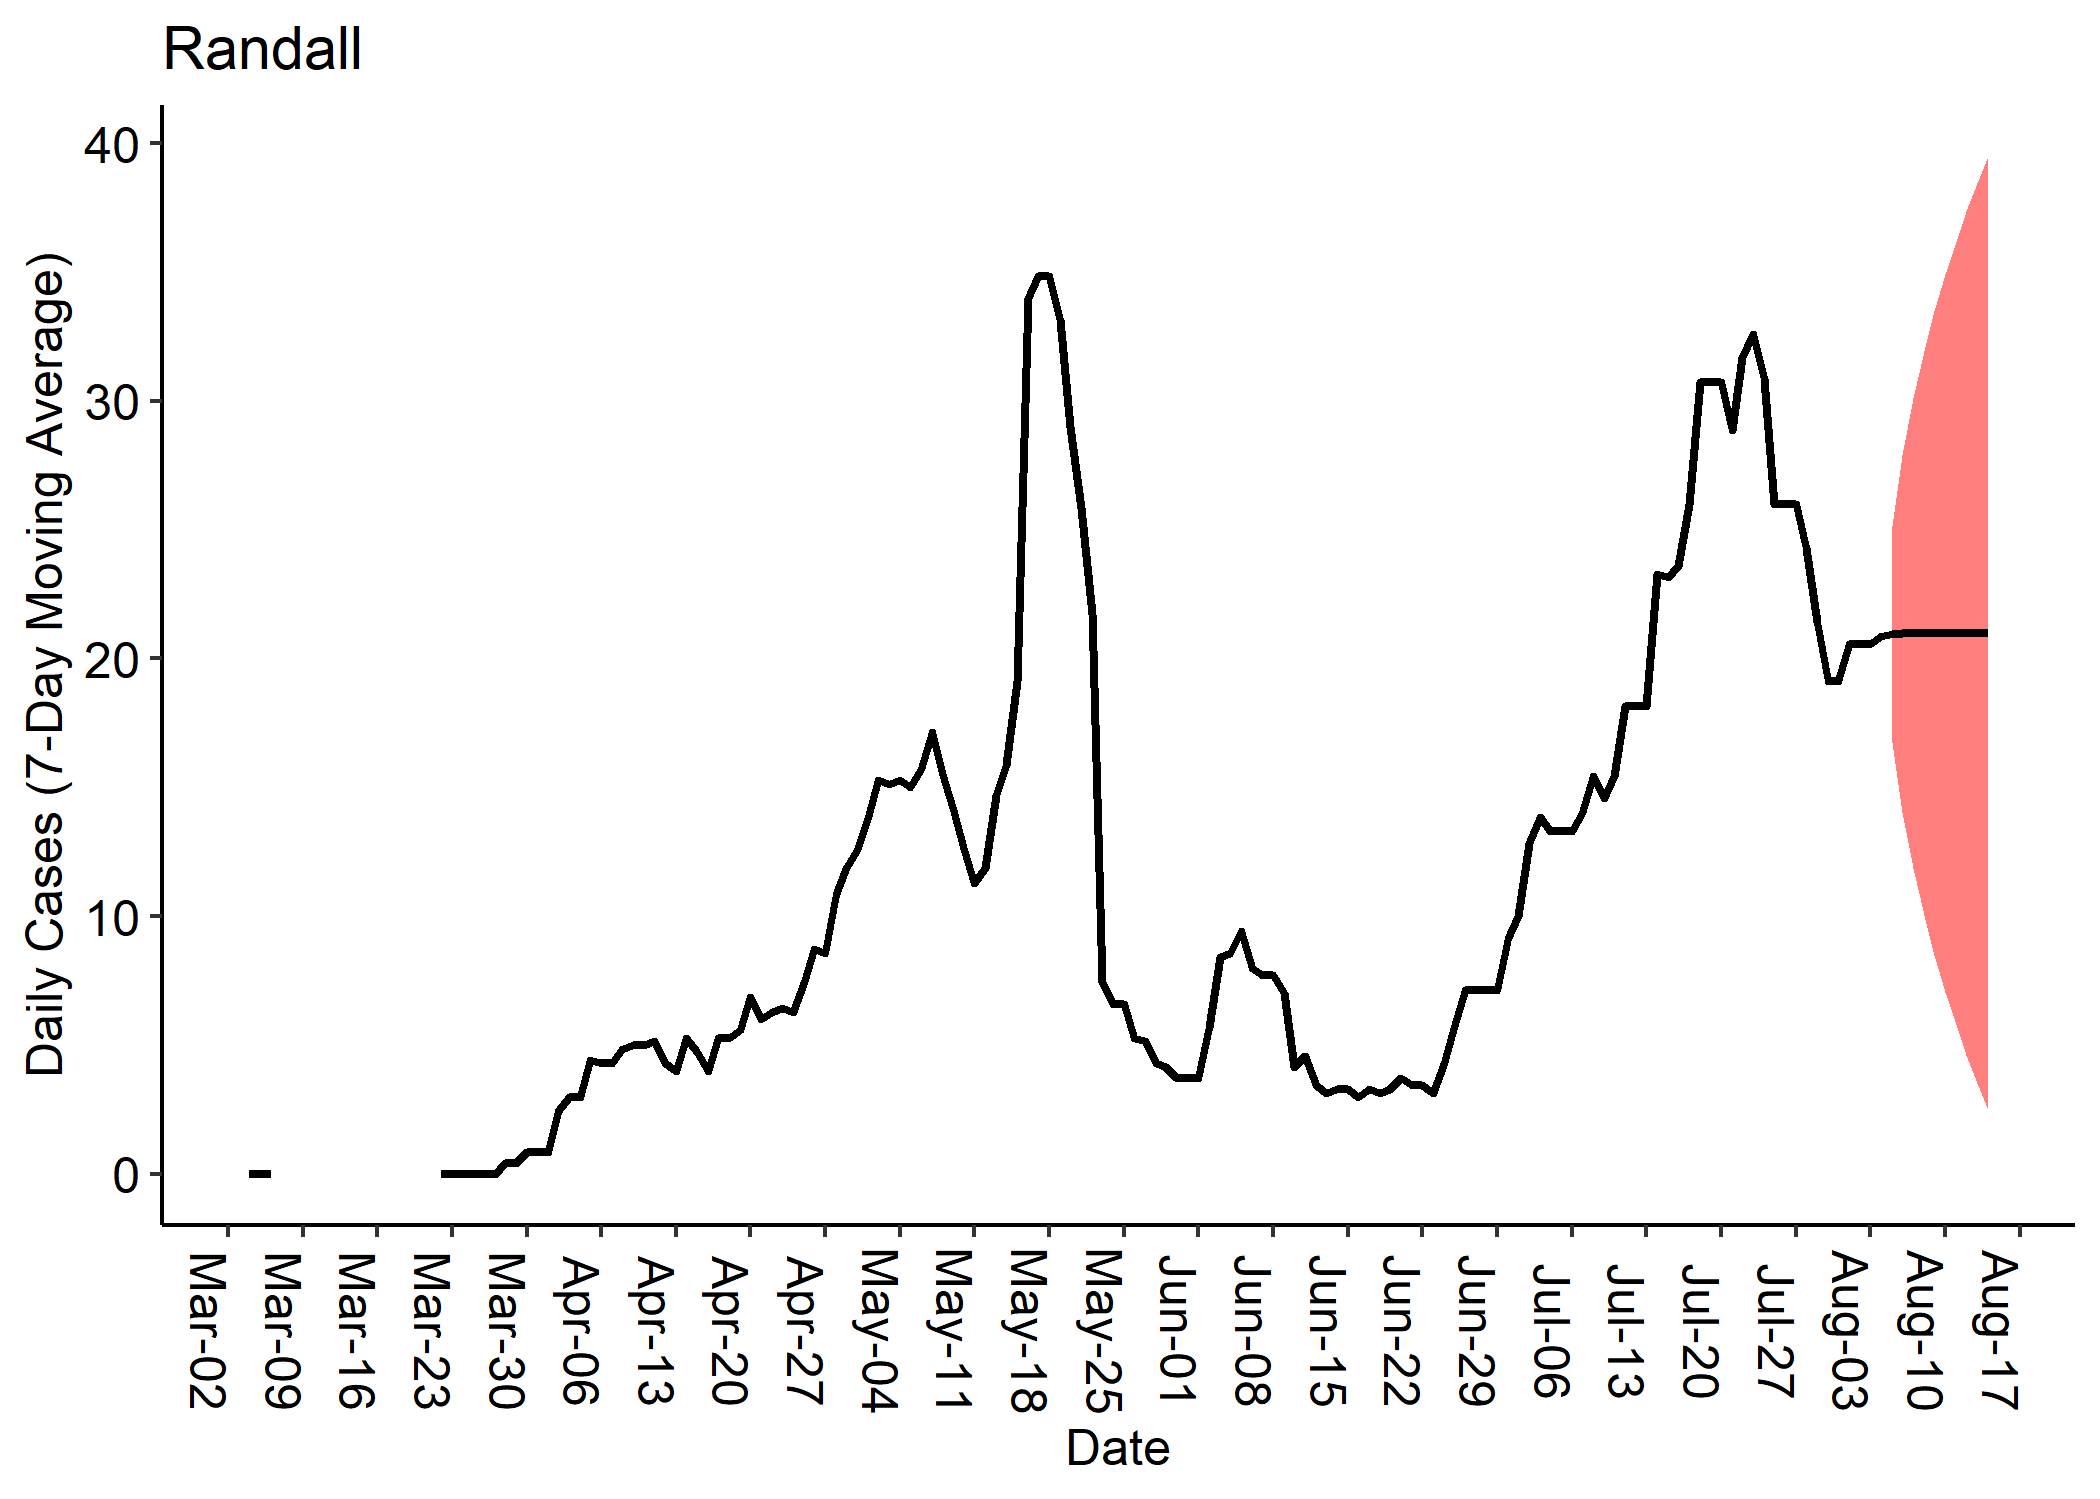 Randall
Daily Cases (7-Day Moving Average)
40
30
20
10
0
Mar-02
Mar-09
Mar-16
Mar-23
Mar-30
Apr-06
Apr-13
Apr-20
Apr-27
May-04
May-11
May-18
May-25
Jun-01
Jun-08
Jun-15
Jun-22
Jun-29
Jul-06
Jul-13
Jul-20
Jul-27
Aug-03
Aug-10
Aug-17
Date